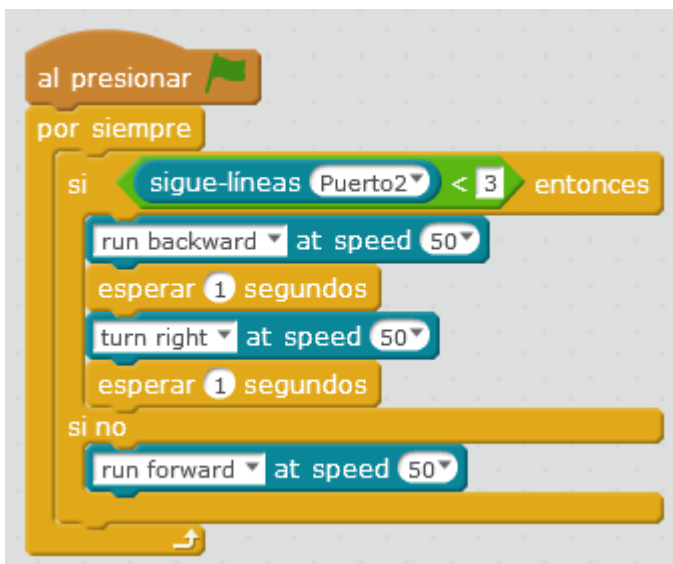 al presionar
por siempre
si sigue-líneas Puerto2 < 3 entonces
run backward at speed 50
esperar 1 segundos
turn right at speed 50
esperar 1 segundos
si no
run forward at speed 50